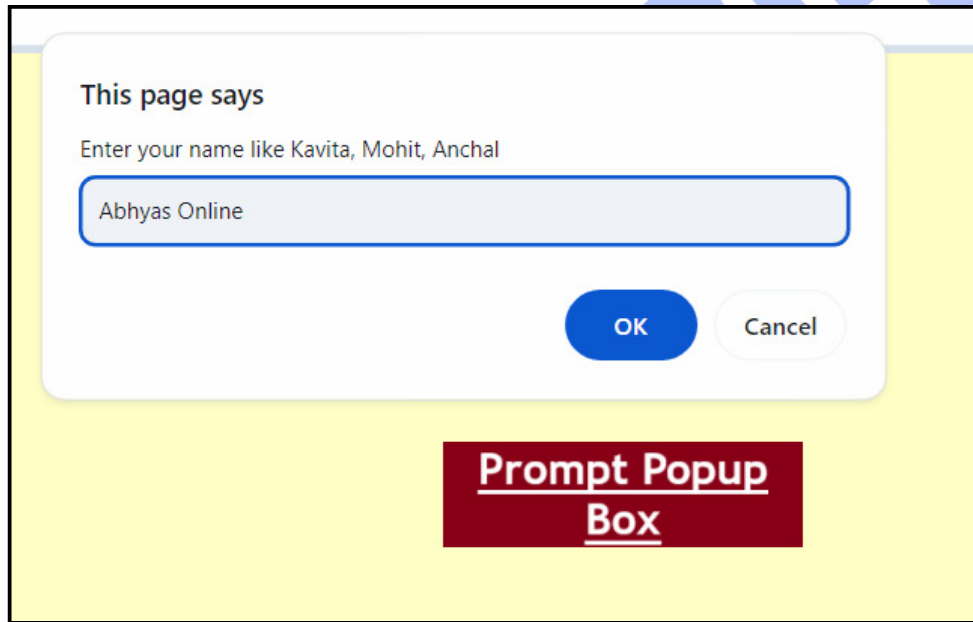 This page says
Enter your name like Kavita, Mohit, Anchal
Abhyas Online
OK Cancel
Prompt Popup
Box